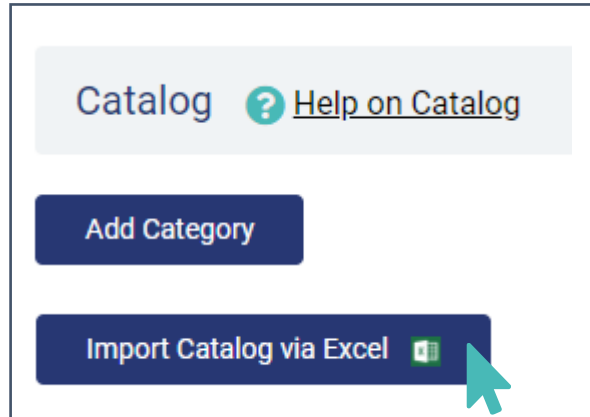 Catalog ? Help on Catalog
Add Category
Import Catalog via Excel